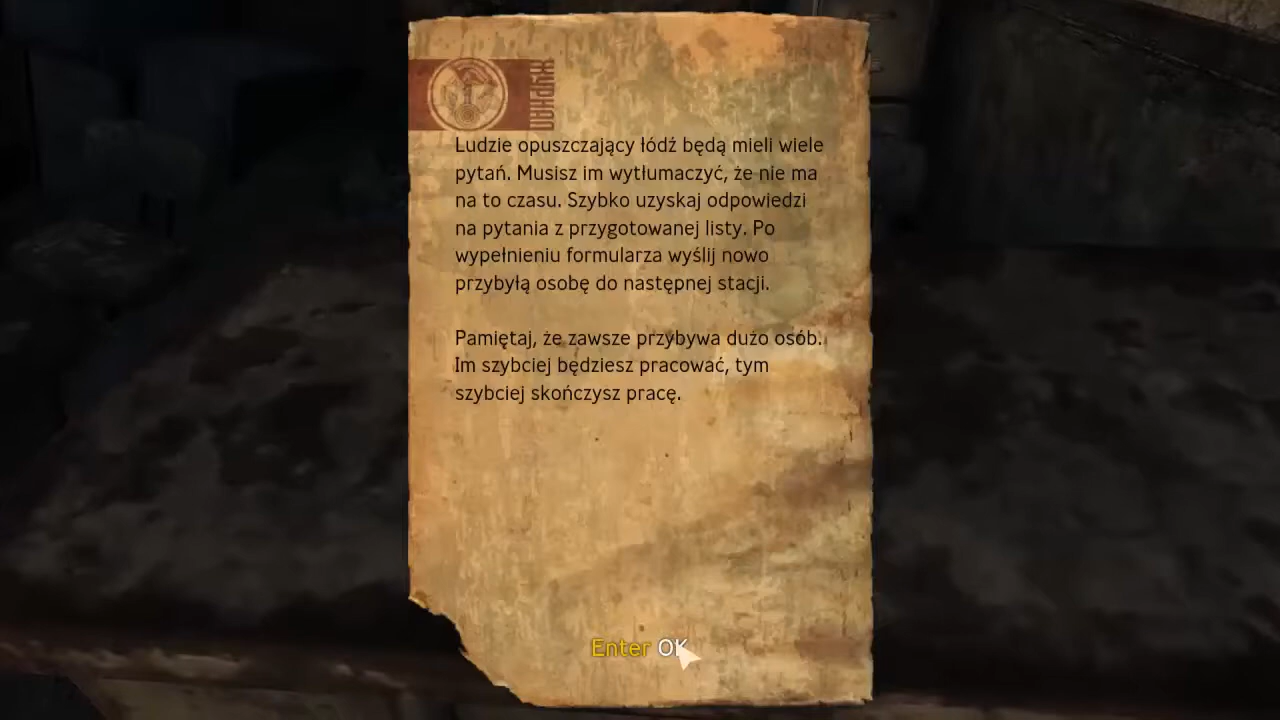 Ludzie opuszczający łódź będą mieli wiele
pytań. Musisz im wytłumaczyć, że nie ma
na to czasu. Szybko uzyskaj odpowiedzi
na pytania z przygotowanej listy. Po
wypełnieniu formularza wyślij nowo
przybyłą osobę do następnej stacji.
Pamiętaj, że zawsze przybywa dużo osób.
Im szybciej będziesz pracować, tym
szybciej skończysz pracę.
Enter OK